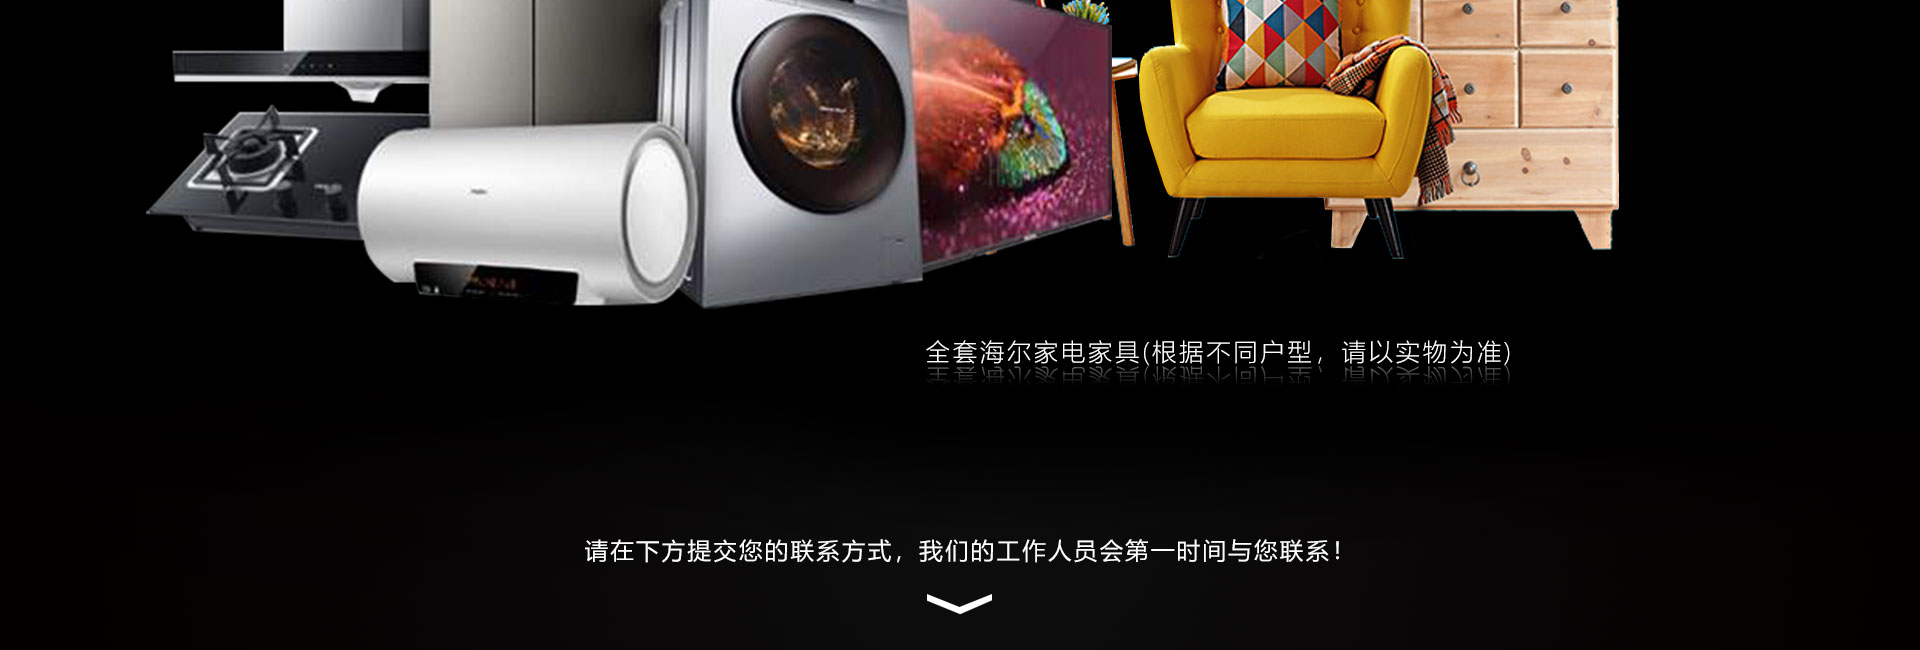 全套海尔家电家具(根据不同户型，请以实物为准)
请在下方提交您的联系方式，我们的工作人员会第一时间与您联系！